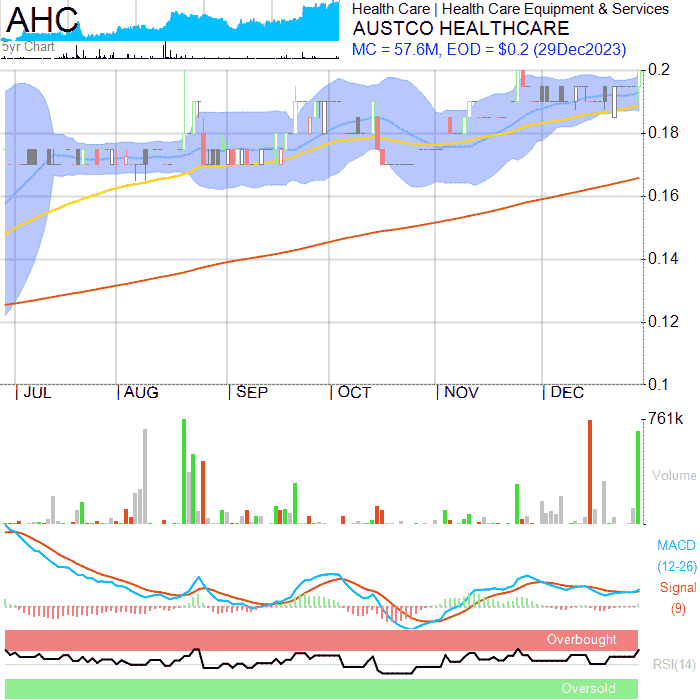 AHC
5yr Chart
Health Care | Health Care Equipment & Services
AUSTCO HEALTHCARE
MC = 57.6M, EOD = $0.2 (29Dec2023)
0.2
0.18
0.16
0.14
0.12
0.1
|JUL |AUG |SEP |OCT |NOV |DEC
761k
Volume
MACD
(12-26)
Signal
(9)
Overbought
RSI(14)
Oversold